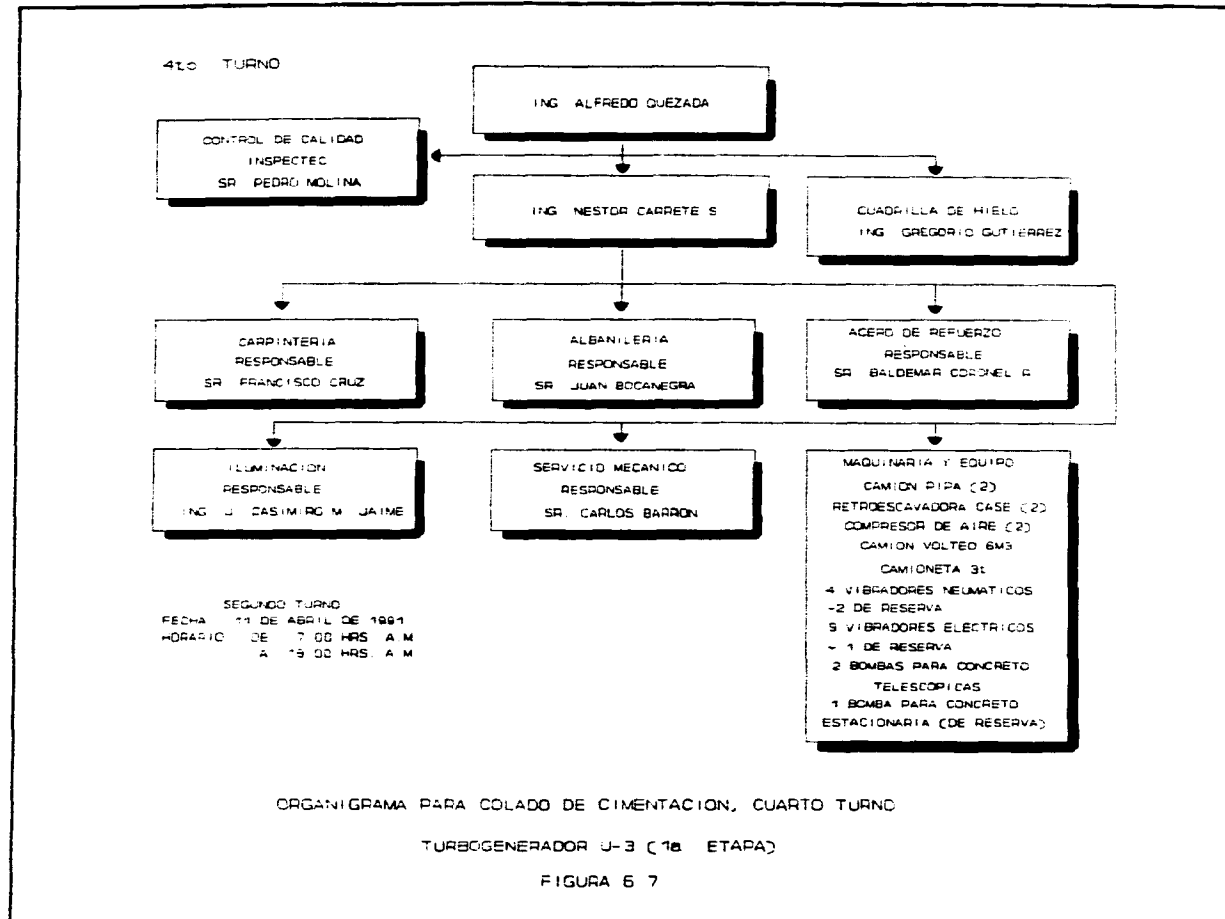 4to TURNO
ING ALFREDO QUEZADA
CONTROL DE CALIDAD
INSPECTEC
SR PEDRO MOLINA
ING NESTOR CARRETE S
CUADRILLA DE HIELO
ING GREGORIO GUTIERREZ
CARPINTERIA
RESPONSABLE
SR FRANCISCO CRUZ
ALBANILERIA
RESPONSABLE
SR JUAN BOCANEGRA
ACERO DE REFUERZO
RESPONSABLE
SR BALDEMAR CORONEL R
ILUMINACION
RESPONSABLE
ING J. CASIMIRO M JAIME
SERVICIO MECANICO
RESPONSABLE
SR. CARLOS BARRON
MAQUINARIA Y EQUIPO
CAMION PIPA (2)
RETROESCAVADORA CASE (2)
COMPRESOR DE AIRE (2)
CAMION VOLTEO 6M3
CAMIONETA 3t
4 VIBRADORES NEUMATICOS
-2 DE RESERVA
9 VIBRADORES ELECTRICOS
- 1 DE RESERVA
2 BOMBAS PARA CONCRETO
TELESCOPICAS
1 BOMBA PARA CONCRETO
ESTACIONARIA (DE RESERVA)
SEGUNDO TURNO
FECHA 11 DE ABRIL DE 1991
HORARIO DE 7:00 HRS. A.M
A 19:00 HRS. A.M
ORGANIGRAMA PARA COLADO DE CIMENTACION, CUARTO TURNO
TURBOGENERADOR U-3 (1a ETAPA)
FIGURA 6 7